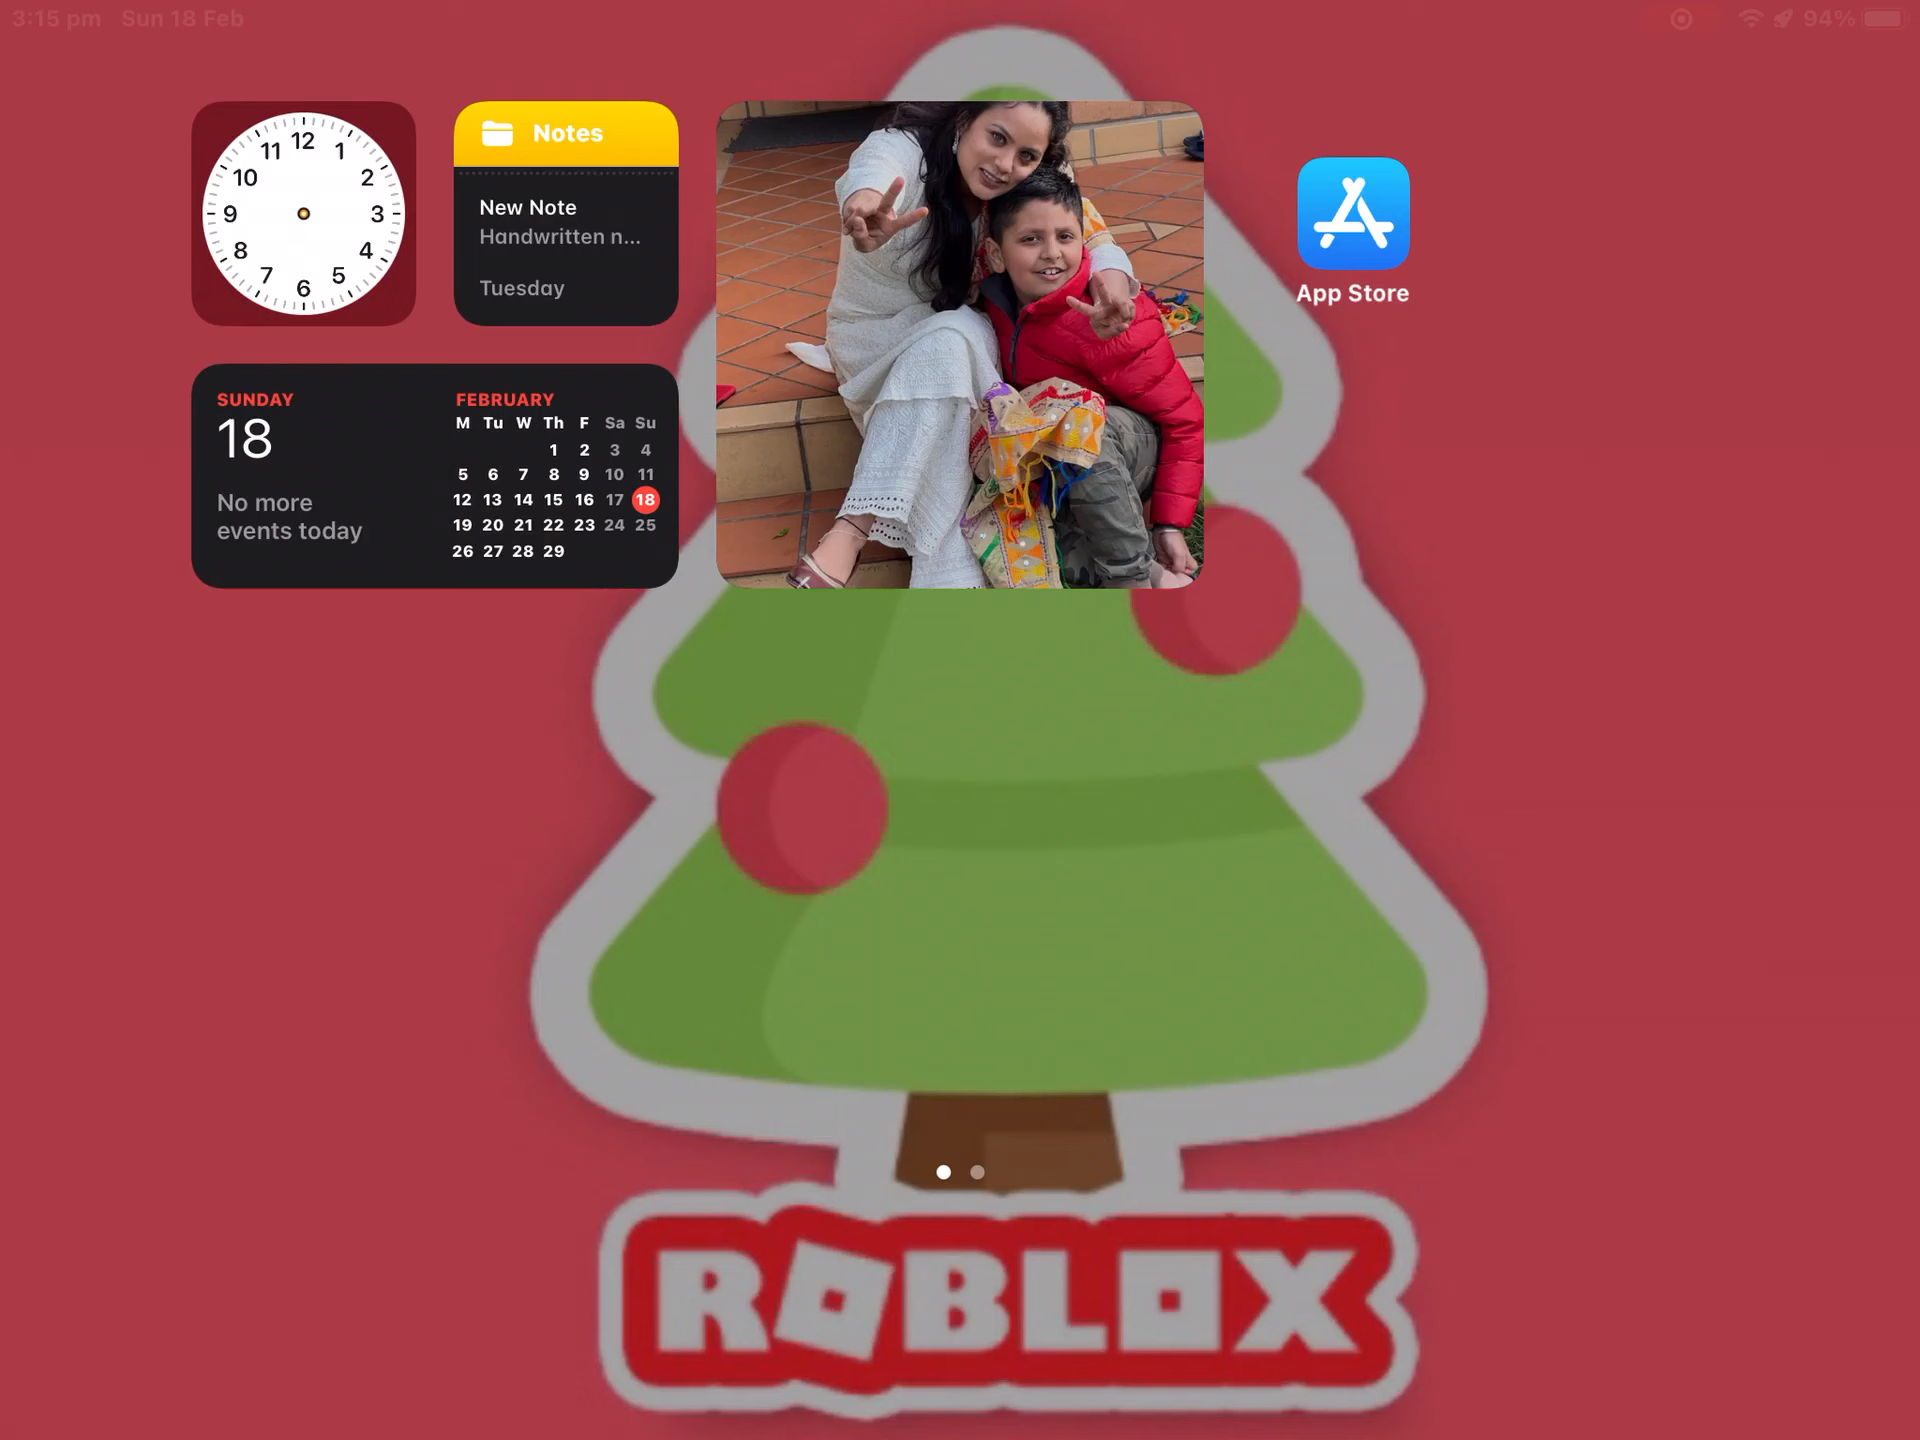 3:15 pm Sun 18 Feb
94%
12
11 1
10 2
9 3
8 4
7 5
6
Notes
New Note
Handwritten n...
Tuesday
App Store
SUNDAY
18
No more
events today
FEBRUARY
M Tu W Th F Sa Su
1 2 3 4
5 6 7 8 9 10 11
12 13 14 15 16 17 18
19 20 21 22 23 24 25
26 27 28 29
ROBLOX